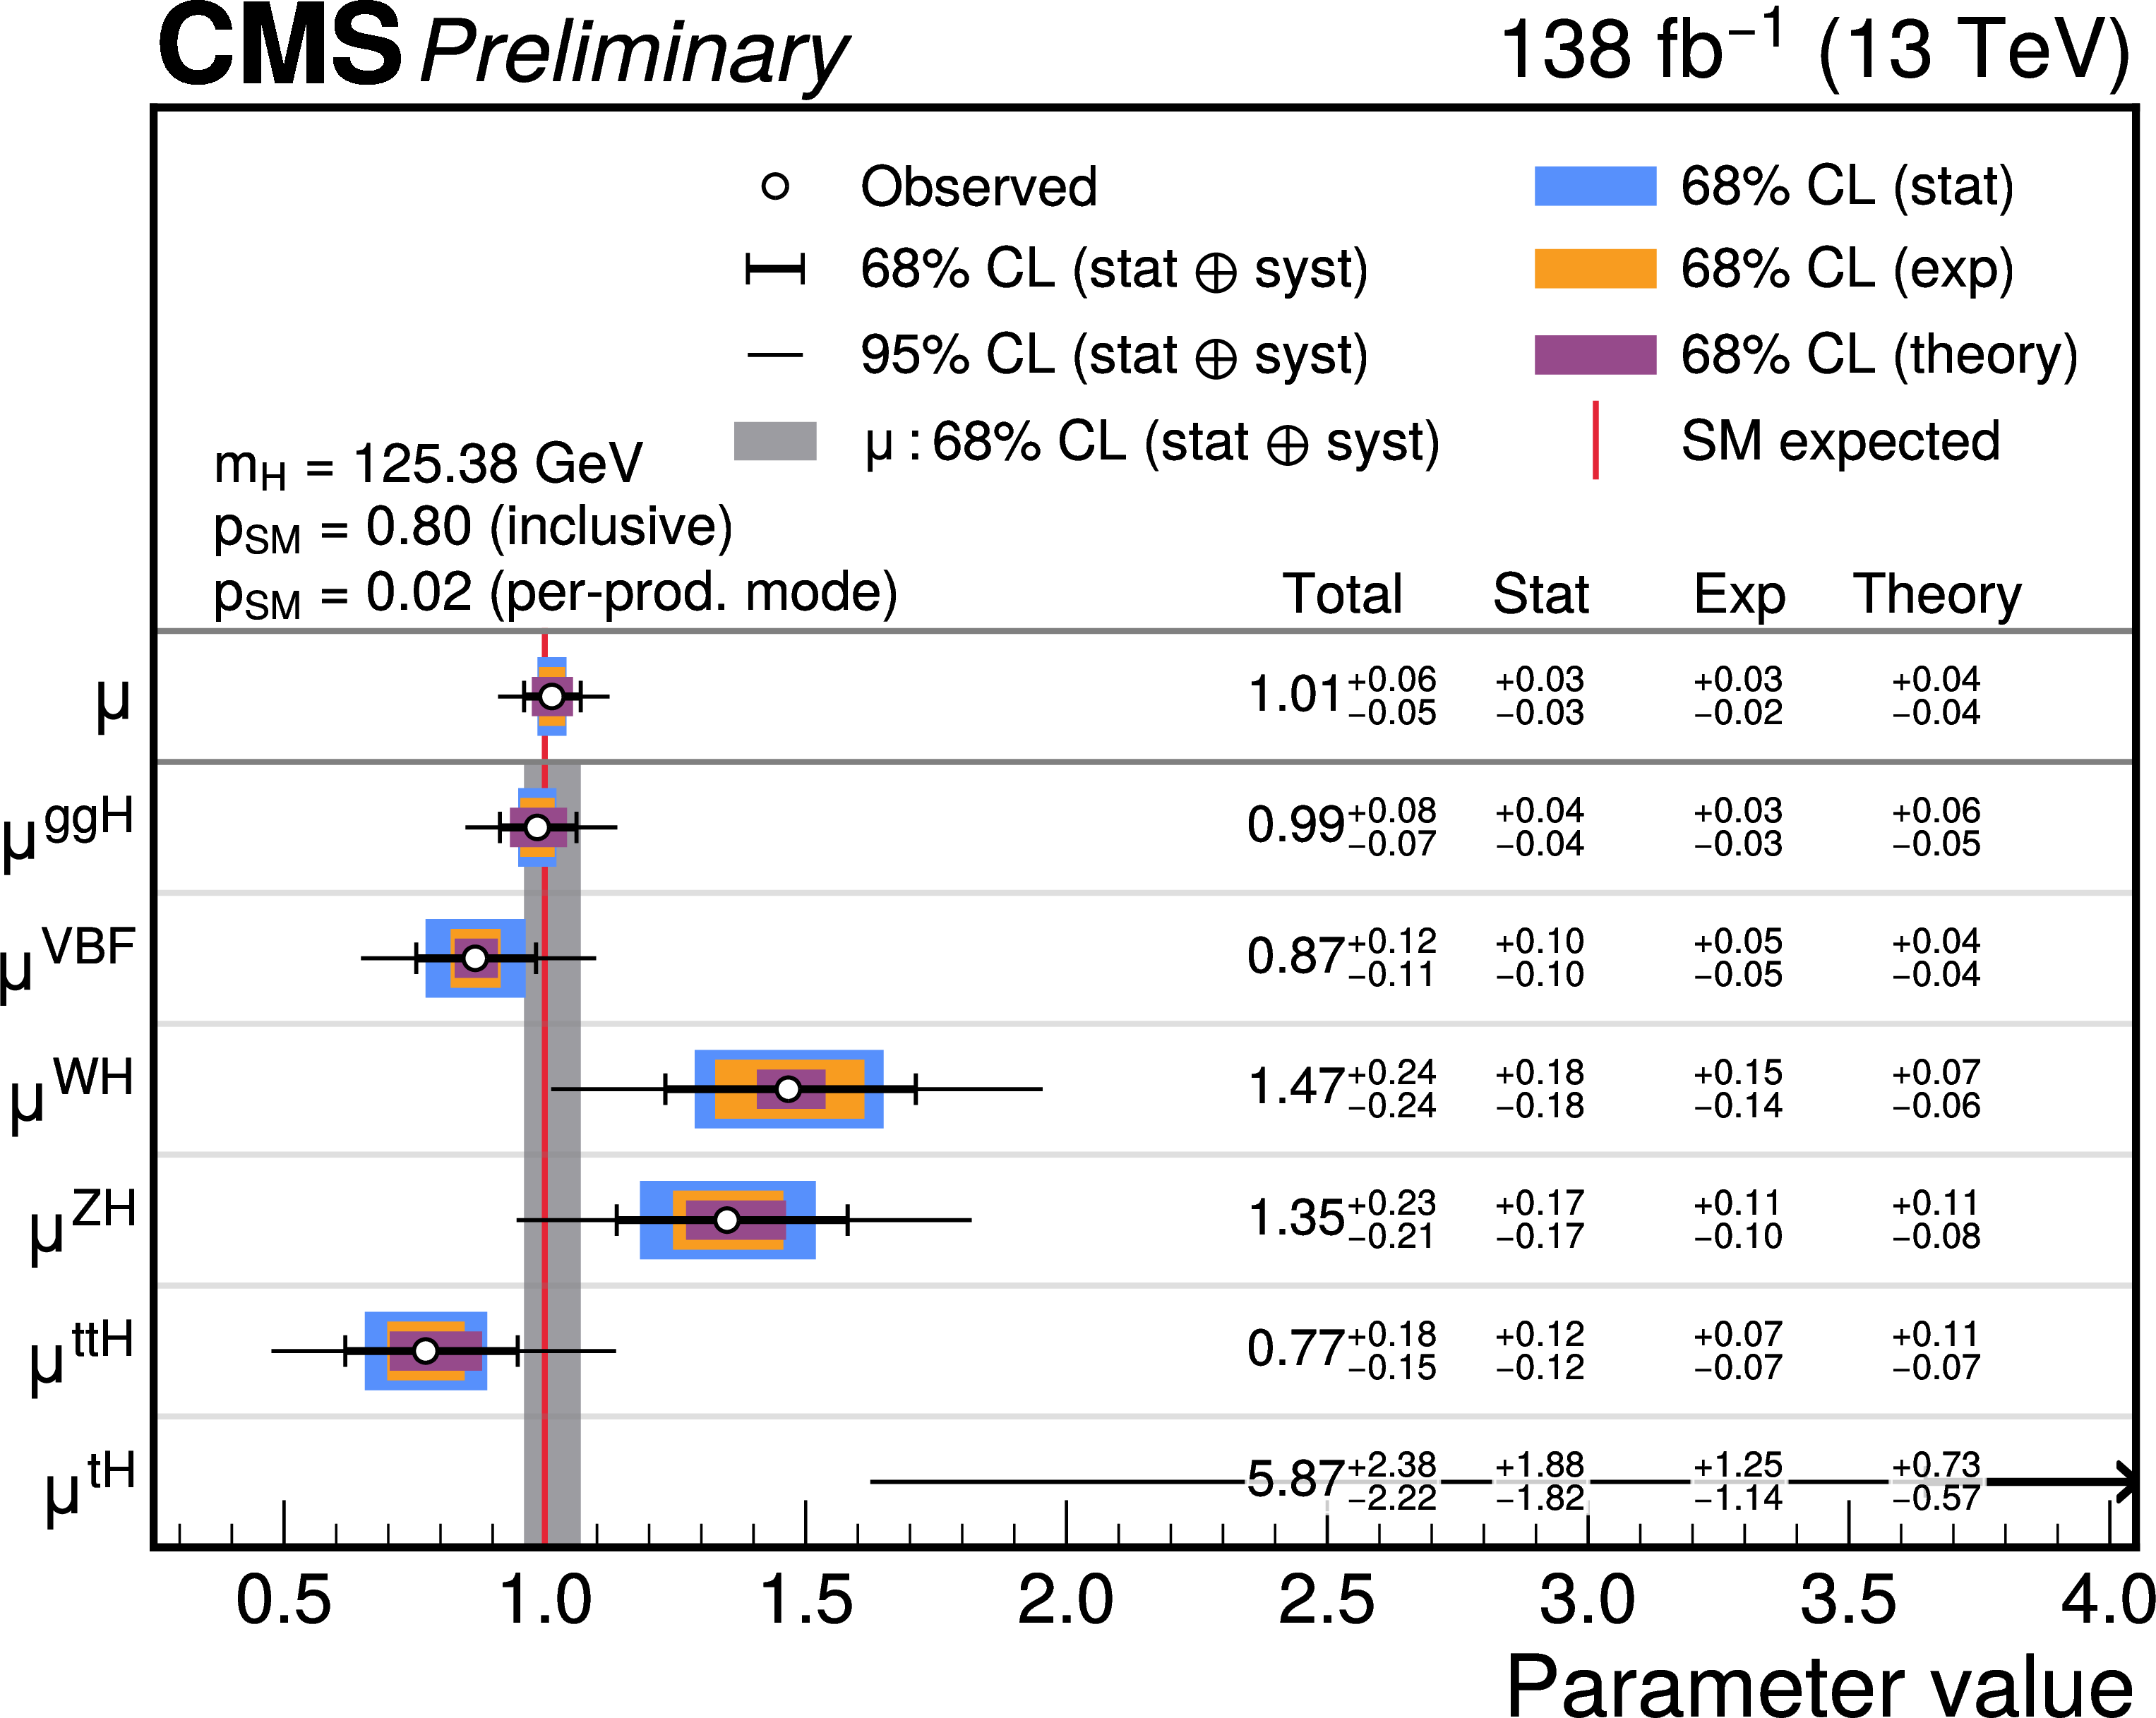 CMS Preliminary 138 fb⁻¹ (13 TeV)
Observed 68% CL (stat)
68% CL (stat ⊕ syst) 68% CL (exp)
95% CL (stat ⊕ syst) 68% CL (theory)
μ : 68% CL (stat ⊕ syst) SM expected
m_H = 125.38 GeV
p_SM = 0.80 (inclusive)
p_SM = 0.02 (per-prod. mode)
Total Stat Exp Theory
μ 1.01 +0.06 −0.05 +0.03 −0.03 +0.03 −0.02 +0.04 −0.04
μ^ggH 0.99 +0.08 −0.07 +0.04 −0.04 +0.03 −0.03 +0.06 −0.05
μ^VBF 0.87 +0.12 −0.11 +0.10 −0.10 +0.05 −0.05 +0.04 −0.04
μ^WH 1.47 +0.24 −0.24 +0.18 −0.18 +0.15 −0.14 +0.07 −0.06
μ^ZH 1.35 +0.23 −0.21 +0.17 −0.17 +0.11 −0.10 +0.11 −0.08
μ^ttH 0.77 +0.18 −0.15 +0.12 −0.12 +0.07 −0.07 +0.11 −0.07
μ^tH 5.87 +2.38 −2.22 +1.88 −1.82 +1.25 −1.14 +0.73 −0.57
0.5 1.0 1.5 2.0 2.5 3.0 3.5 4.0
Parameter value